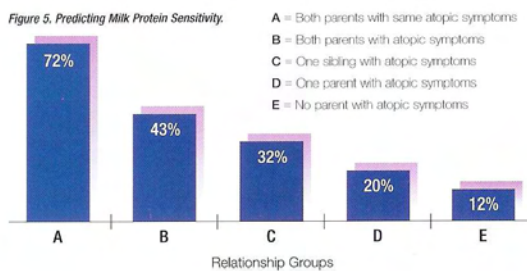 Figure 5. Predicting Milk Protein Sensitivity.
A = Both parents with same atopic symptoms
B = Both parents with atopic symptoms
C = One sibling with atopic symptoms
D = One parent with atopic symptoms
E = No parent with atopic symptoms
72%
43%
32%
20%
12%
A B C D E
Relationship Groups